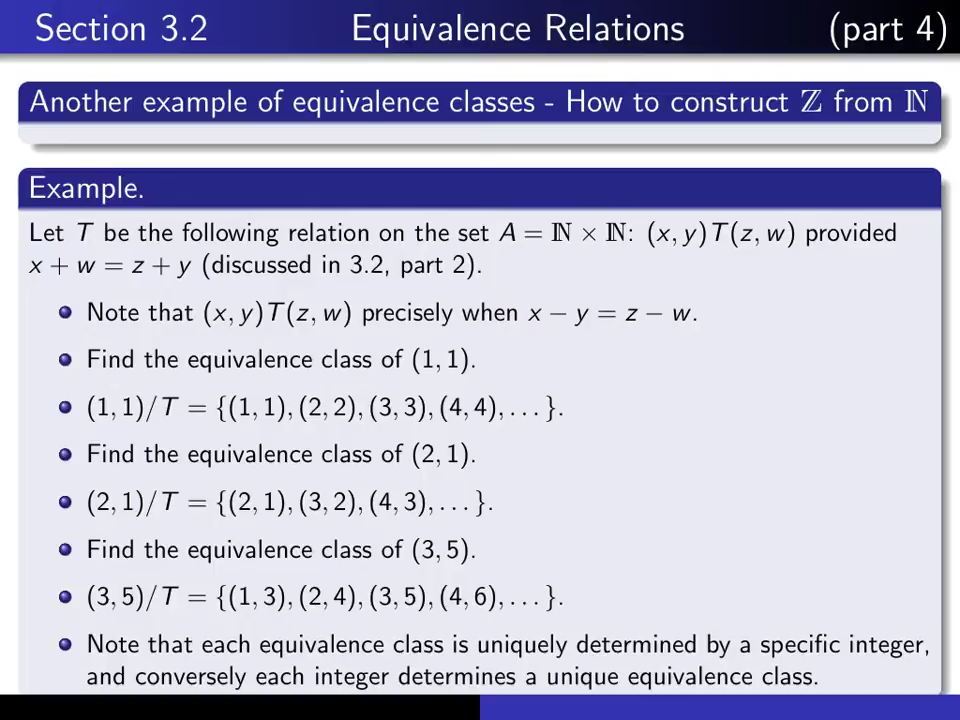 Section 3.2 Equivalence Relations (part 4)
Another example of equivalence classes - How to construct ℤ from ℕ
Example.
Let T be the following relation on the set A = ℕ × ℕ: (x, y)T(z, w) provided
x + w = z + y (discussed in 3.2, part 2).
Note that (x, y)T(z, w) precisely when x − y = z − w.
Find the equivalence class of (1, 1).
(1, 1)/T = {(1, 1), (2, 2), (3, 3), (4, 4), . . . }.
Find the equivalence class of (2, 1).
(2, 1)/T = {(2, 1), (3, 2), (4, 3), . . . }.
Find the equivalence class of (3, 5).
(3, 5)/T = {(1, 3), (2, 4), (3, 5), (4, 6), . . . }.
Note that each equivalence class is uniquely determined by a specific integer,
and conversely each integer determines a unique equivalence class.